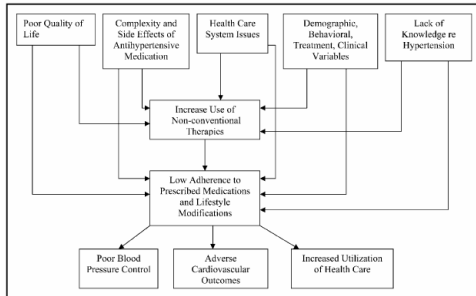 Poor Quality of
Life
Complexity and
Side Effects of
Antihypertensive
Medication
Health Care
System Issues
Demographic,
Behavioral,
Treatment, Clinical
Variables
Lack of
Knowledge re
Hypertension
Increase Use of
Non-conventional
Therapies
Low Adherence to
Prescribed Medications
and Lifestyle
Modifications
Poor Blood
Pressure Control
Adverse
Cardiovascular
Outcomes
Increased Utilization
of Health Care